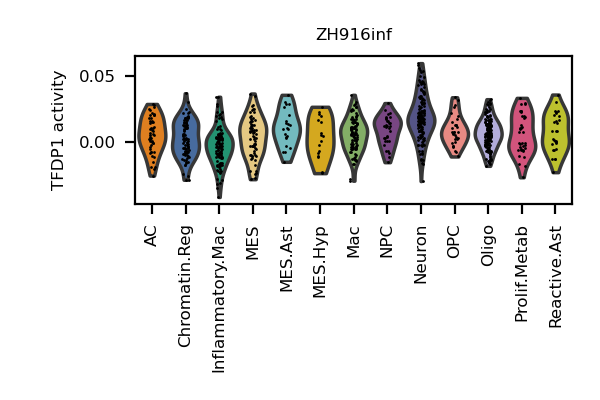 ZH916inf
TFDP1 activity
0.05
0.00
AC
Chromatin.Reg
Inflammatory.Mac
MES
MES.Ast
MES.Hyp
Mac
NPC
Neuron
OPC
Oligo
Prolif.Metab
Reactive.Ast